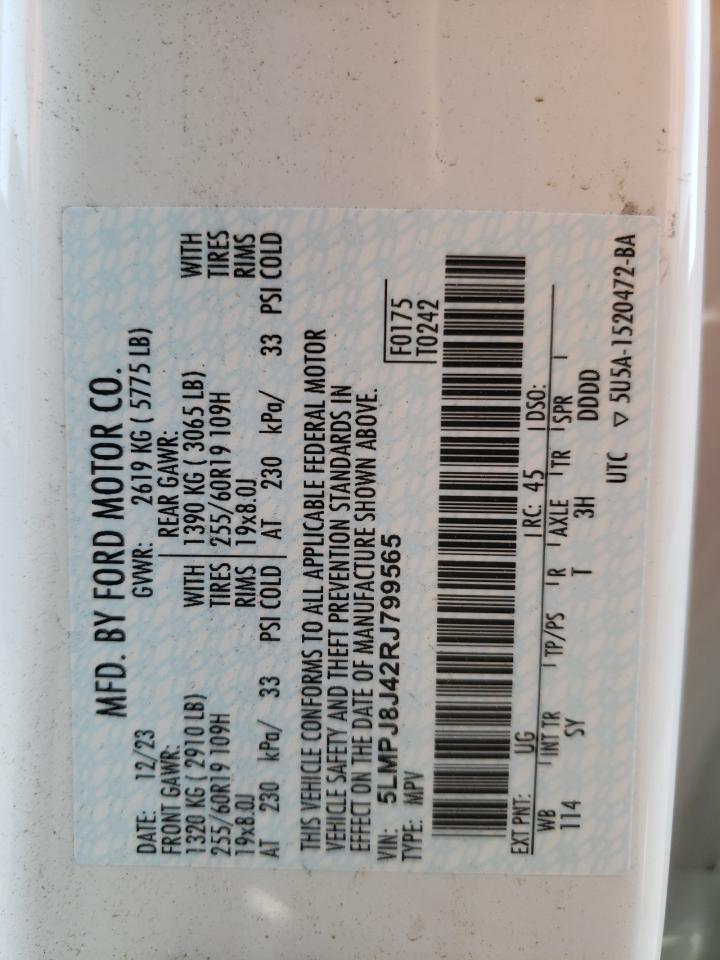 MFD. BY FORD MOTOR CO.
DATE: 12/23 GVWR: 2619 KG ( 5775 LB)
FRONT GAWR: REAR GAWR:
1320 KG ( 2910 LB) WITH 1390 KG ( 3065 LB) WITH
255/60R19 109H TIRES 255/60R19 109H TIRES
19x8.0J RIMS 19x8.0J RIMS
AT 230 kPa/ 33 PSI COLD AT 230 kPa/ 33 PSI COLD
THIS VEHICLE CONFORMS TO ALL APPLICABLE FEDERAL MOTOR
VEHICLE SAFETY AND THEFT PREVENTION STANDARDS IN
EFFECT ON THE DATE OF MANUFACTURE SHOWN ABOVE.
VIN: 5LMPJ8J42RJ799565 F0175
TYPE: MPV T0242
EXT PNT: UG RC: 45 DSO:
WB INT TR TP/PS R AXLE TR SPR
114 SY T 3H DDDD
UTC ▽ 5U5A-1520472-BA